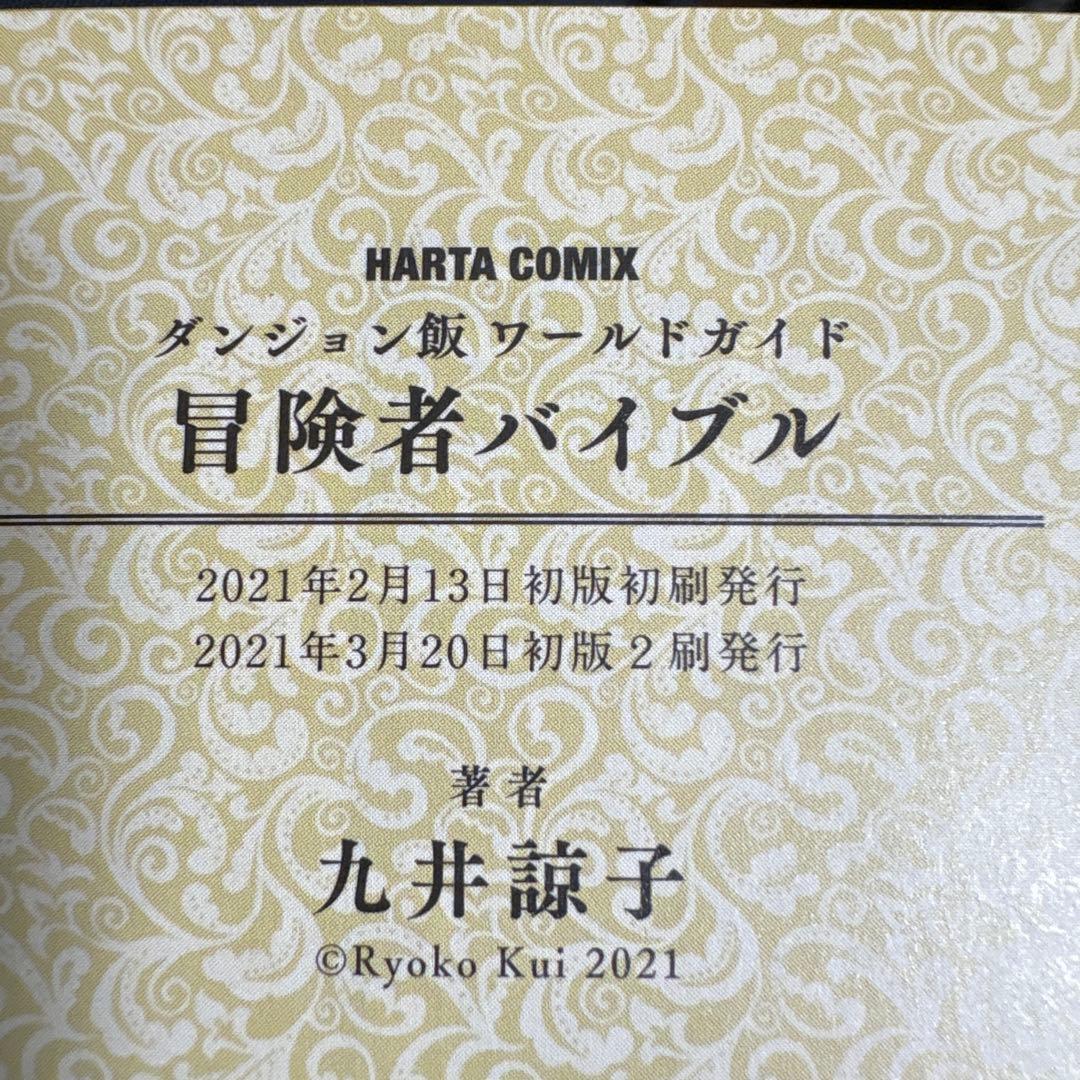 HARTA COMIX
ダンジョン飯 ワールドガイド
冒険者バイブル
2021年2月13日初版初刷発行
2021年3月20日初版２刷発行
著者
九井諒子
©Ryoko Kui 2021